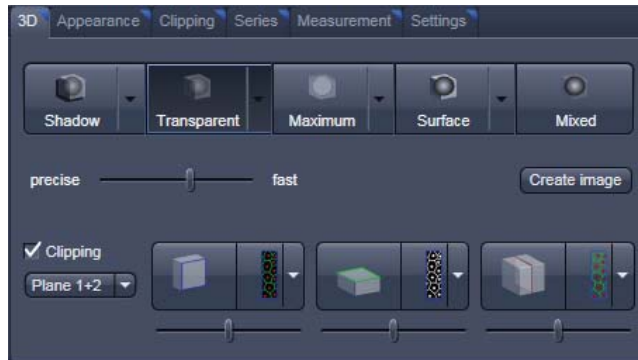 3D Appearance Clipping Series Measurement Settings
Shadow Transparent Maximum Surface Mixed
precise fast Create image
Clipping
Plane 1+2